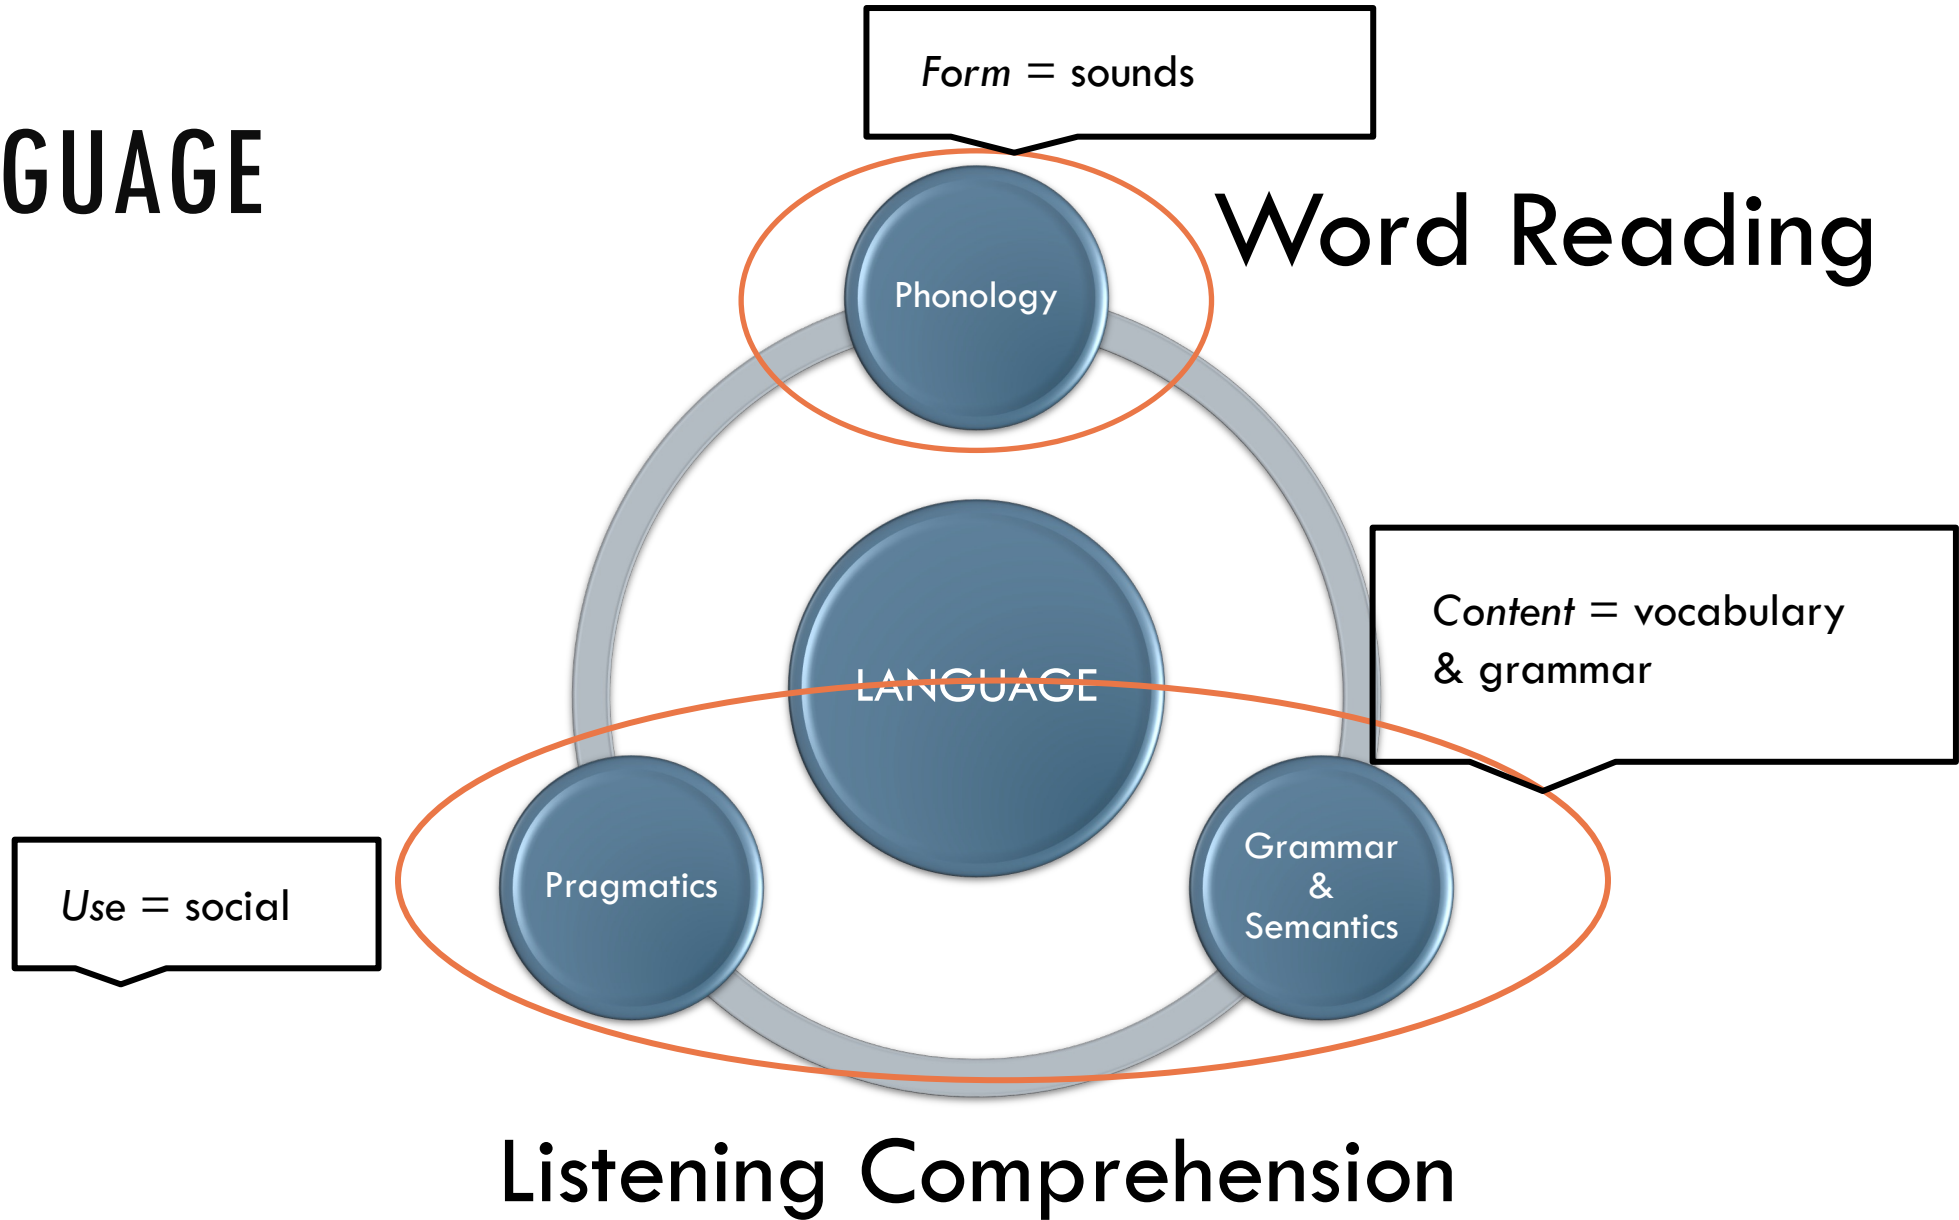 Form = sounds
GUAGE
Word Reading
Phonology
LANGUAGE
Content = vocabulary
& grammar
Pragmatics
Grammar
&
Semantics
Use = social
Listening Comprehension